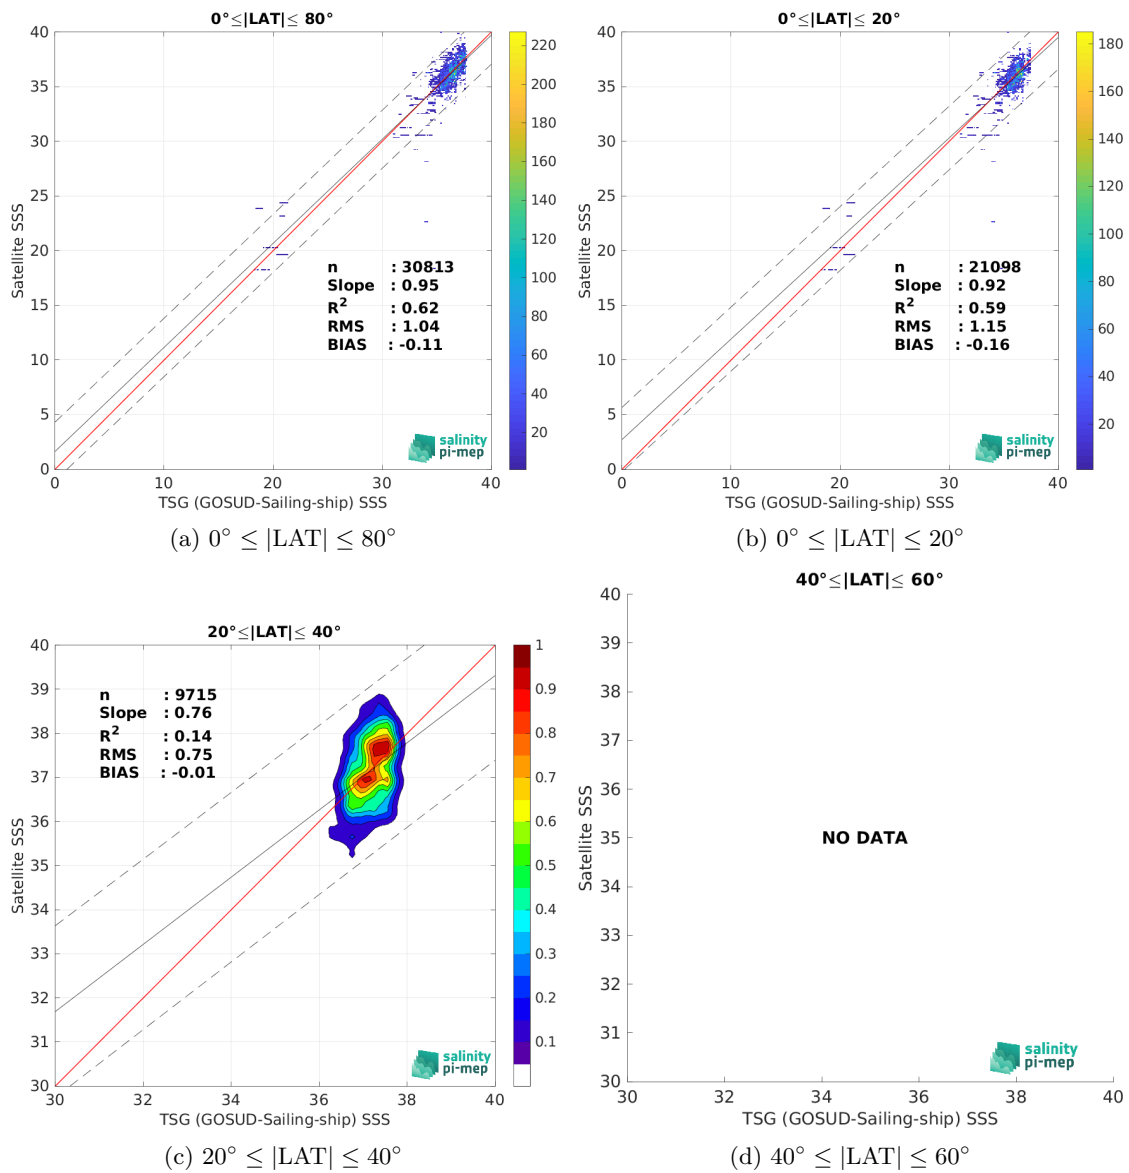 0°≤|LAT|≤ 80°
40
35
30
25
20
15
10
5
0
Satellite SSS
n : 30813
Slope : 0.95
R² : 0.62
RMS : 1.04
BIAS : -0.11
salinity
pi-mep
0 10 20 30 40
TSG (GOSUD-Sailing-ship) SSS
220
200
180
160
140
120
100
80
60
40
20
(a) 0° ≤ |LAT| ≤ 80°
0°≤|LAT|≤ 20°
40
35
30
25
20
15
10
5
0
Satellite SSS
n : 21098
Slope : 0.92
R² : 0.59
RMS : 1.15
BIAS : -0.16
salinity
pi-mep
0 10 20 30 40
TSG (GOSUD-Sailing-ship) SSS
180
160
140
120
100
80
60
40
20
(b) 0° ≤ |LAT| ≤ 20°
20°≤|LAT|≤ 40°
40
39
38
37
36
35
34
33
32
31
30
Satellite SSS
n : 9715
Slope : 0.76
R² : 0.14
RMS : 0.75
BIAS : -0.01
salinity
pi-mep
30 32 34 36 38 40
TSG (GOSUD-Sailing-ship) SSS
1
0.9
0.8
0.7
0.6
0.5
0.4
0.3
0.2
0.1
(c) 20° ≤ |LAT| ≤ 40°
40°≤|LAT|≤ 60°
40
39
38
37
36
35
34
33
32
31
30
Satellite SSS
NO DATA
salinity
pi-mep
30 32 34 36 38 40
TSG (GOSUD-Sailing-ship) SSS
(d) 40° ≤ |LAT| ≤ 60°